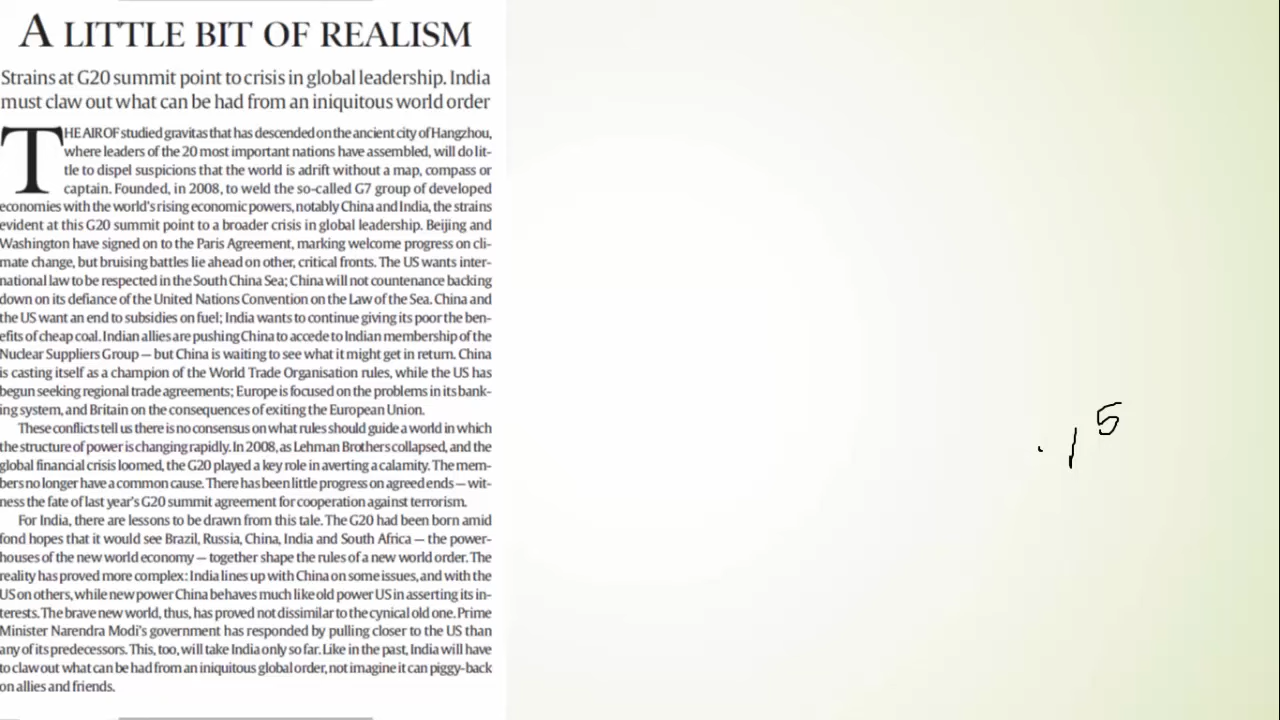 A LITTLE BIT OF REALISM
Strains at G20 summit point to crisis in global leadership. India
must claw out what can be had from an iniquitous world order
THE AIR OF studied gravitas that has descended on the ancient city of Hangzhou,
where leaders of the 20 most important nations have assembled, will do lit-
tle to dispel suspicions that the world is adrift without a map, compass or
captain. Founded, in 2008, to weld the so-called G7 group of developed
economies with the world's rising economic powers, notably China and India, the strains
evident at this G20 summit point to a broader crisis in global leadership. Beijing and
Washington have signed on to the Paris Agreement, marking welcome progress on cli-
mate change, but bruising battles lie ahead on other, critical fronts. The US wants inter-
national law to be respected in the South China Sea; China will not countenance backing
down on its defiance of the United Nations Convention on the Law of the Sea. China and
the US want an end to subsidies on fuel; India wants to continue giving its poor the ben-
efits of cheap coal. Indian allies are pushing China to accede to Indian membership of the
Nuclear Suppliers Group — but China is waiting to see what it might get in return. China
is casting itself as a champion of the World Trade Organisation rules, while the US has
begun seeking regional trade agreements; Europe is focused on the problems in its bank-
ing system, and Britain on the consequences of exiting the European Union.
These conflicts tell us there is no consensus on what rules should guide a world in which
the structure of power is changing rapidly. In 2008, as Lehman Brothers collapsed, and the
global financial crisis loomed, the G20 played a key role in averting a calamity. The mem-
bers no longer have a common cause. There has been little progress on agreed ends — wit-
ness the fate of last year's G20 summit agreement for cooperation against terrorism.
For India, there are lessons to be drawn from this tale. The G20 had been born amid
fond hopes that it would see Brazil, Russia, China, India and South Africa — the power-
houses of the new world economy — together shape the rules of a new world order. The
reality has proved more complex: India lines up with China on some issues, and with the
US on others, while new power China behaves much like old power US in asserting its in-
terests. The brave new world, thus, has proved not dissimilar to the cynical old one. Prime
Minister Narendra Modi's government has responded by pulling closer to the US than
any of its predecessors. This, too, will take India only so far. Like in the past, India will have
to claw out what can be had from an iniquitous global order, not imagine it can piggy-back
on allies and friends.
. 1 5